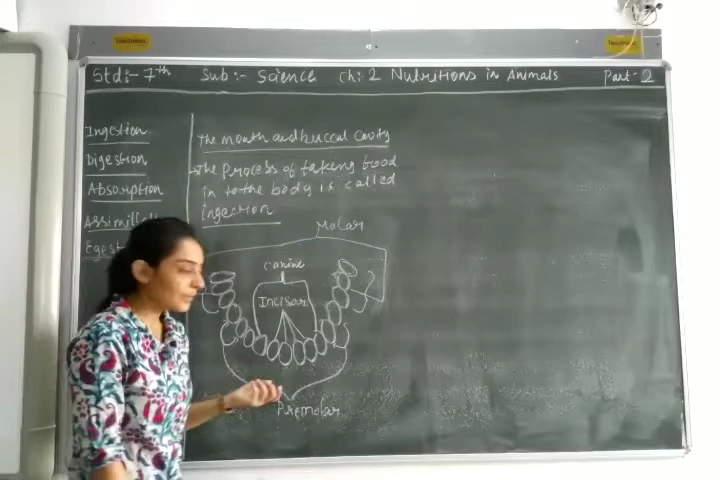 Std:- 7th Sub:- Science Ch: 2 Nutritions in Animals Part-2
Ingestion
Digestion
Absorption
The mouth and buccal Cavity
The Process of taking food
in to the body is called
ingection
Molar
Canine
Incisor
Premolar